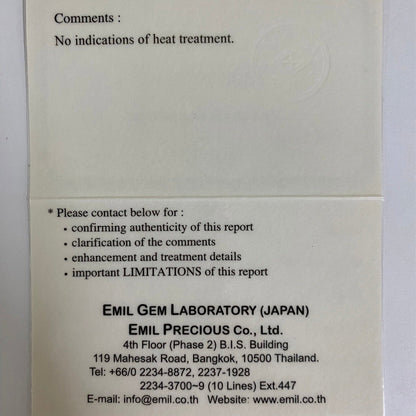 Comments :
No indications of heat treatment.
* Please contact below for :
• confirming authenticity of this report
• clarification of the comments
• enhancement and treatment details
• important LIMITATIONS of this report
EMIL GEM LABORATORY (JAPAN)
EMIL PRECIOUS Co., Ltd.
4th Floor (Phase 2) B.I.S. Building
119 Mahesak Road, Bangkok, 10500 Thailand.
Tel: +66/0 2234-8872, 2237-1928
2234-3700~9 (10 Lines) Ext.447
E-mail: info@emil.co.th Website: www.emil.co.th